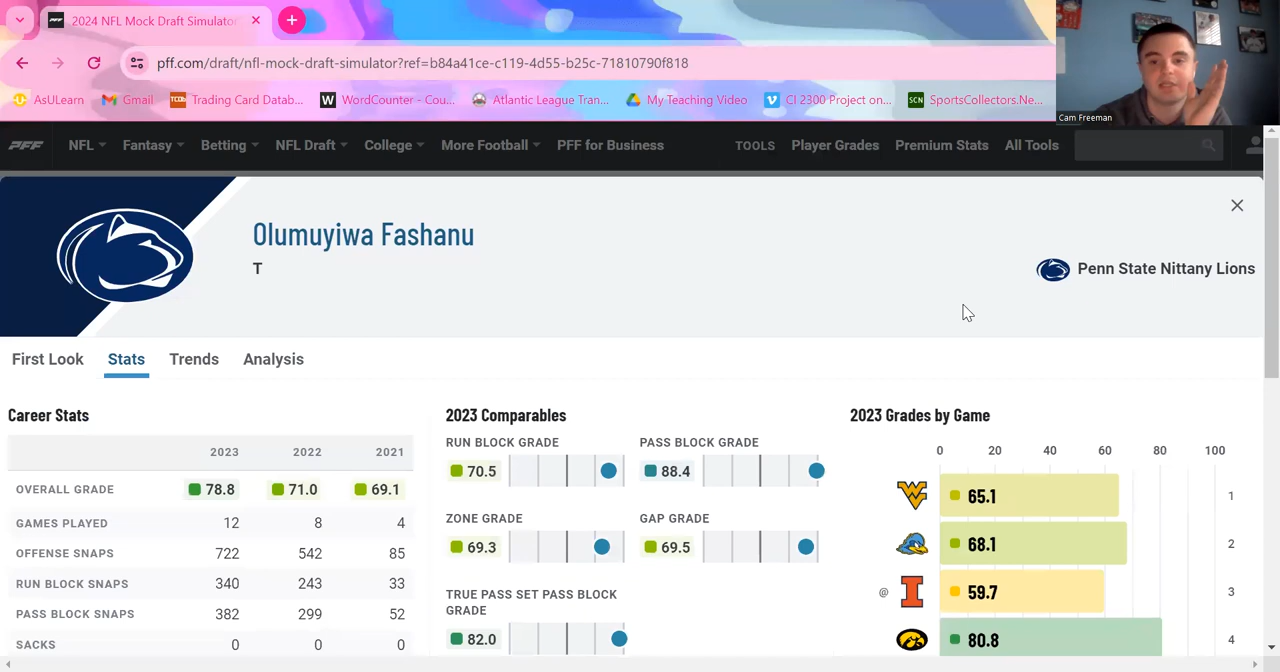 PFF 2024 NFL Mock Draft Simulator
pff.com/draft/nfl-mock-draft-simulator?ref=b84a41ce-c119-4d55-b25c-71810790f818
AsULearn Gmail Trading Card Datab... WordCounter - Cou... Atlantic League Tran... My Teaching Video CI 2300 Project on... SCN SportsCollectors.Ne...
Cam Freeman
PFF NFL Fantasy Betting NFL Draft College More Football PFF for Business TOOLS Player Grades Premium Stats All Tools
Olumuyiwa Fashanu
T
Penn State Nittany Lions
First Look Stats Trends Analysis
Career Stats
2023 2022 2021
OVERALL GRADE 78.8 71.0 69.1
GAMES PLAYED 12 8 4
OFFENSE SNAPS 722 542 85
RUN BLOCK SNAPS 340 243 33
PASS BLOCK SNAPS 382 299 52
SACKS 0 0 0
2023 Comparables
RUN BLOCK GRADE PASS BLOCK GRADE
70.5 88.4
ZONE GRADE GAP GRADE
69.3 69.5
TRUE PASS SET PASS BLOCK
GRADE
82.0
2023 Grades by Game
0 20 40 60 80 100
65.1 1
68.1 2
@ 59.7 3
80.8 4